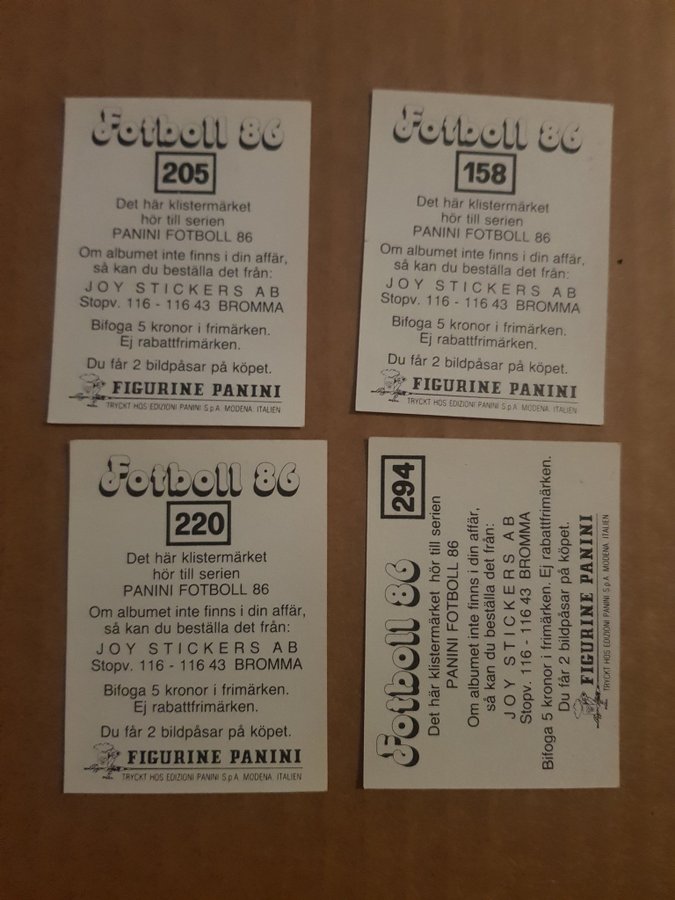 Fotboll 86
205
Det här klistermärket
hör till serien
PANINI FOTBOLL 86
Om albumet inte finns i din affär,
så kan du beställa det från:
JOY STICKERS AB
Stopv. 116 - 116 43 BROMMA
Bifoga 5 kronor i frimärken.
Ej rabattfrimärken.
Du får 2 bildpåsar på köpet.
FIGURINE PANINI
TRYCKT HOS EDIZIONI PANINI S.p.A. MODENA. ITALIEN
Fotboll 86
158
Det här klistermärket
hör till serien
PANINI FOTBOLL 86
Om albumet inte finns i din affär,
så kan du beställa det från:
JOY STICKERS AB
Stopv. 116 - 116 43 BROMMA
Bifoga 5 kronor i frimärken.
Ej rabattfrimärken.
Du får 2 bildpåsar på köpet.
FIGURINE PANINI
TRYCKT HOS EDIZIONI PANINI S.p.A. MODENA. ITALIEN
Fotboll 86
220
Det här klistermärket
hör till serien
PANINI FOTBOLL 86
Om albumet inte finns i din affär,
så kan du beställa det från:
JOY STICKERS AB
Stopv. 116 - 116 43 BROMMA
Bifoga 5 kronor i frimärken.
Ej rabattfrimärken.
Du får 2 bildpåsar på köpet.
FIGURINE PANINI
TRYCKT HOS EDIZIONI PANINI S.p.A. MODENA. ITALIEN
Fotboll 86
294
Det här klistermärket hör till serien
PANINI FOTBOLL 86
Om albumet inte finns i din affär,
så kan du beställa det från:
JOY STICKERS AB
Stopv. 116 - 116 43 BROMMA
Bifoga 5 kronor i frimärken. Ej rabattfrimärken.
Du får 2 bildpåsar på köpet.
FIGURINE PANINI
TRYCKT HOS EDIZIONI PANINI S.p.A. MODENA. ITALIEN